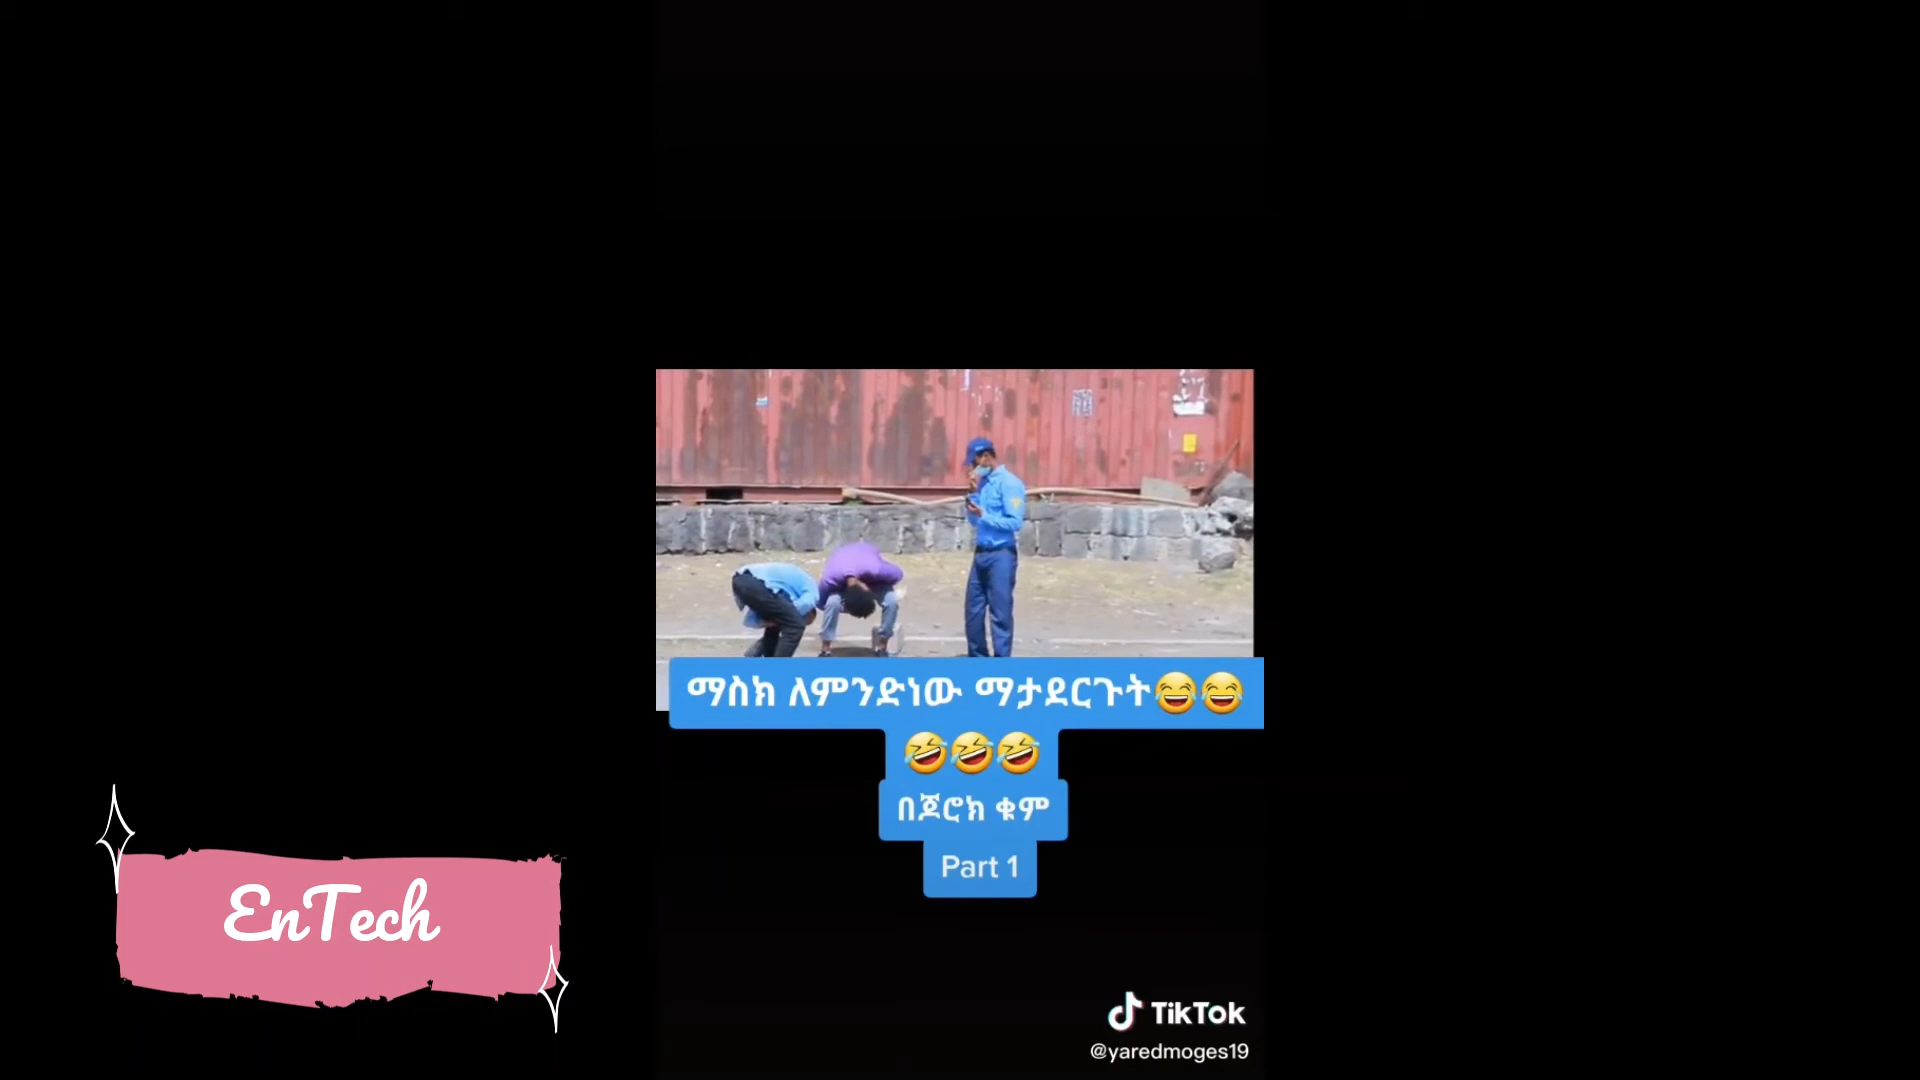 ማስክ ለምንድነው ማታደርጉት😂😂
🤣🤣🤣
በጆሮክ ቁም
Part 1
EnTech
TikTok
@yaredmoges19